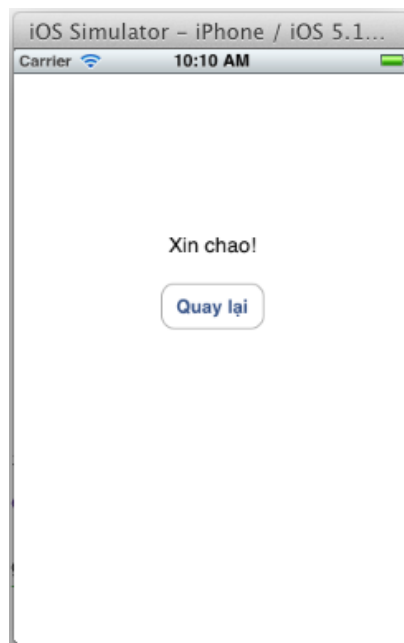 iOS Simulator – iPhone / iOS 5.1...
Carrier 10:10 AM
Xin chao!
Quay lại